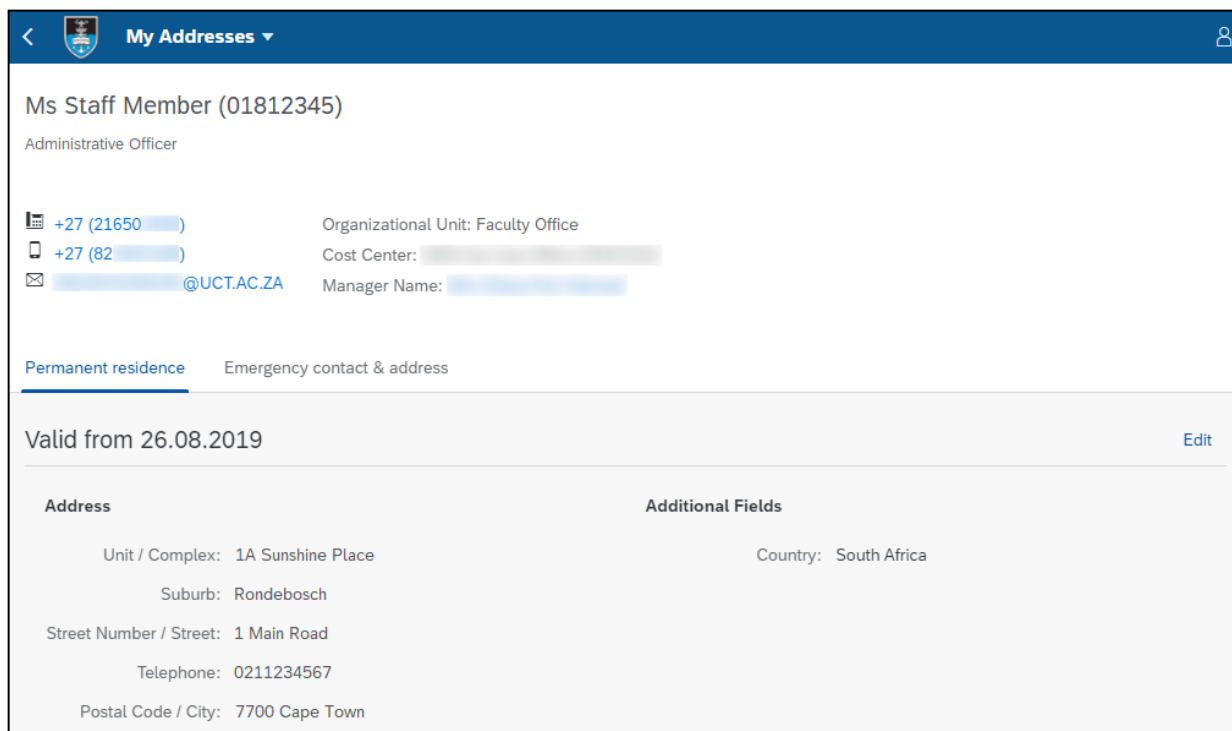 My Addresses
Ms Staff Member (01812345)
Administrative Officer
+27 (21650 )
+27 (82 )
@UCT.AC.ZA
Organizational Unit: Faculty Office
Cost Center:
Manager Name:
Permanent residence Emergency contact & address
Valid from 26.08.2019 Edit
Address
Unit / Complex: 1A Sunshine Place
Suburb: Rondebosch
Street Number / Street: 1 Main Road
Telephone: 0211234567
Postal Code / City: 7700 Cape Town
Additional Fields
Country: South Africa